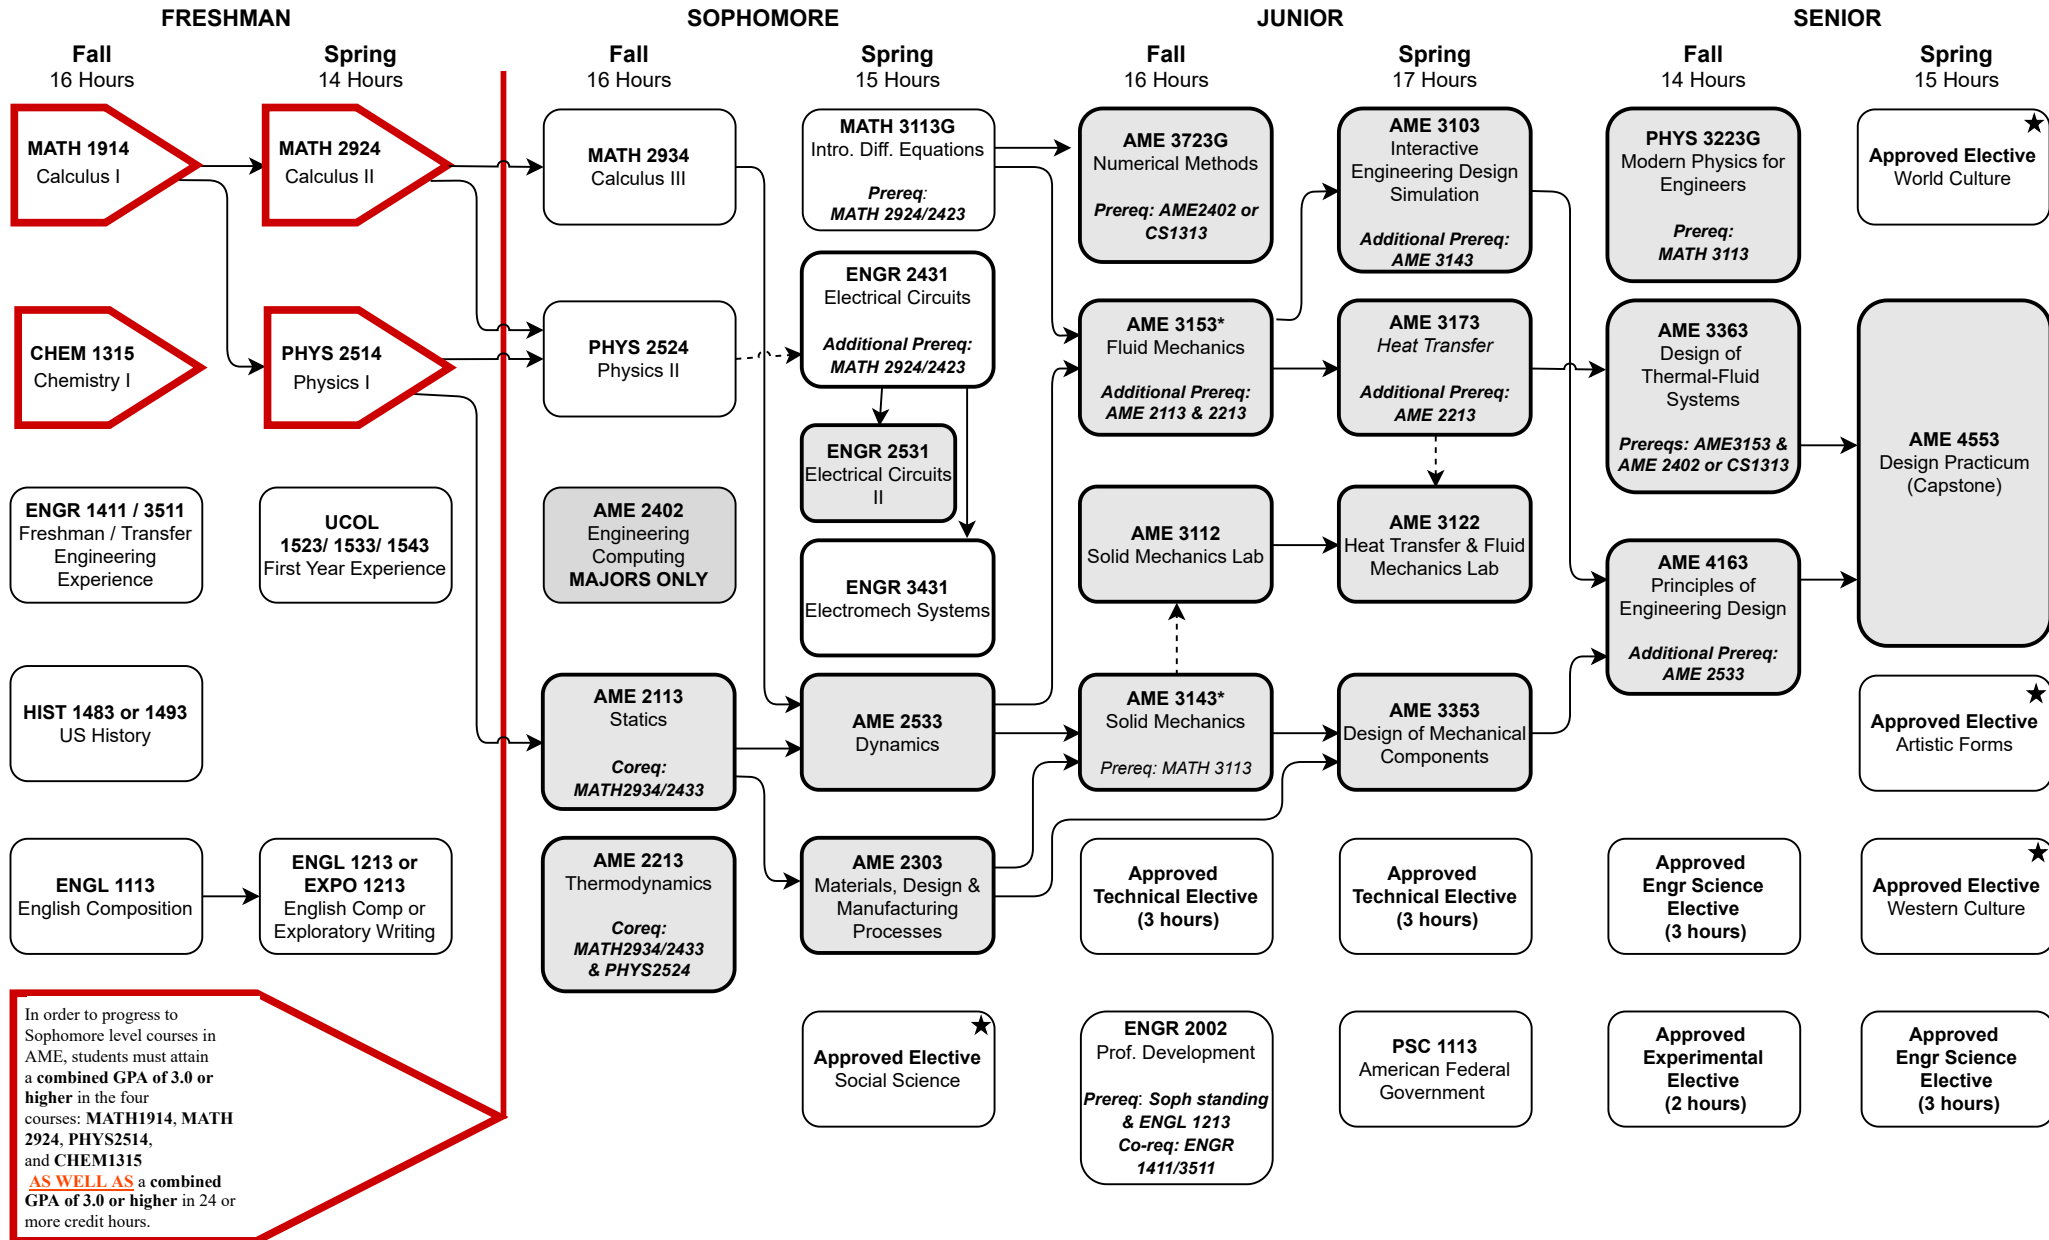 FRESHMAN
SOPHOMORE
JUNIOR
SENIOR
Fall
16 Hours
Spring
14 Hours
Fall
16 Hours
Spring
15 Hours
Fall
16 Hours
Spring
17 Hours
Fall
14 Hours
Spring
15 Hours
MATH 1914
Calculus I
CHEM 1315
Chemistry I
ENGR 1411 / 3511
Freshman / Transfer
Engineering
Experience
HIST 1483 or 1493
US History
ENGL 1113
English Composition
MATH 2924
Calculus II
PHYS 2514
Physics I
UCOL
1523/ 1533/ 1543
First Year Experience
ENGL 1213 or
EXPO 1213
English Comp or
Exploratory Writing
In order to progress to
Sophomore level courses in
AME, students must attain
a combined GPA of 3.0 or
higher in the four
courses: MATH1914, MATH
2924, PHYS2514,
and CHEM1315
AS WELL AS a combined
GPA of 3.0 or higher in 24 or
more credit hours.
MATH 2934
Calculus III
PHYS 2524
Physics II
AME 2402
Engineering
Computing
MAJORS ONLY
AME 2113
Statics
Coreq:
MATH2934/2433
AME 2213
Thermodynamics
Coreq:
MATH2934/2433
& PHYS2524
MATH 3113G
Intro. Diff. Equations
Prereq:
MATH 2924/2423
ENGR 2431
Electrical Circuits
Additional Prereq:
MATH 2924/2423
ENGR 2531
Electrical Circuits
II
ENGR 3431
Electromech Systems
AME 2533
Dynamics
AME 2303
Materials, Design &
Manufacturing
Processes
★
Approved Elective
Social Science
AME 3723G
Numerical Methods
Prereq: AME2402 or
CS1313
AME 3153*
Fluid Mechanics
Additional Prereq:
AME 2113 & 2213
AME 3112
Solid Mechanics Lab
AME 3143*
Solid Mechanics
Prereq: MATH 3113
Approved
Technical Elective
(3 hours)
ENGR 2002
Prof. Development
Prereq: Soph standing
& ENGL 1213
Co-req: ENGR
1411/3511
AME 3103
Interactive
Engineering Design
Simulation
Additional Prereq:
AME 3143
AME 3173
Heat Transfer
Additional Prereq:
AME 2213
AME 3122
Heat Transfer & Fluid
Mechanics Lab
AME 3353
Design of Mechanical
Components
Approved
Technical Elective
(3 hours)
PSC 1113
American Federal
Government
PHYS 3223G
Modern Physics for
Engineers
Prereq:
MATH 3113
AME 3363
Design of
Thermal-Fluid
Systems
Prereqs: AME3153 &
AME 2402 or CS1313
AME 4163
Principles of
Engineering Design
Additional Prereq:
AME 2533
Approved
Engr Science
Elective
(3 hours)
Approved
Experimental
Elective
(2 hours)
★
Approved Elective
World Culture
AME 4553
Design Practicum
(Capstone)
★
Approved Elective
Artistic Forms
★
Approved Elective
Western Culture
Approved
Engr Science
Elective
(3 hours)